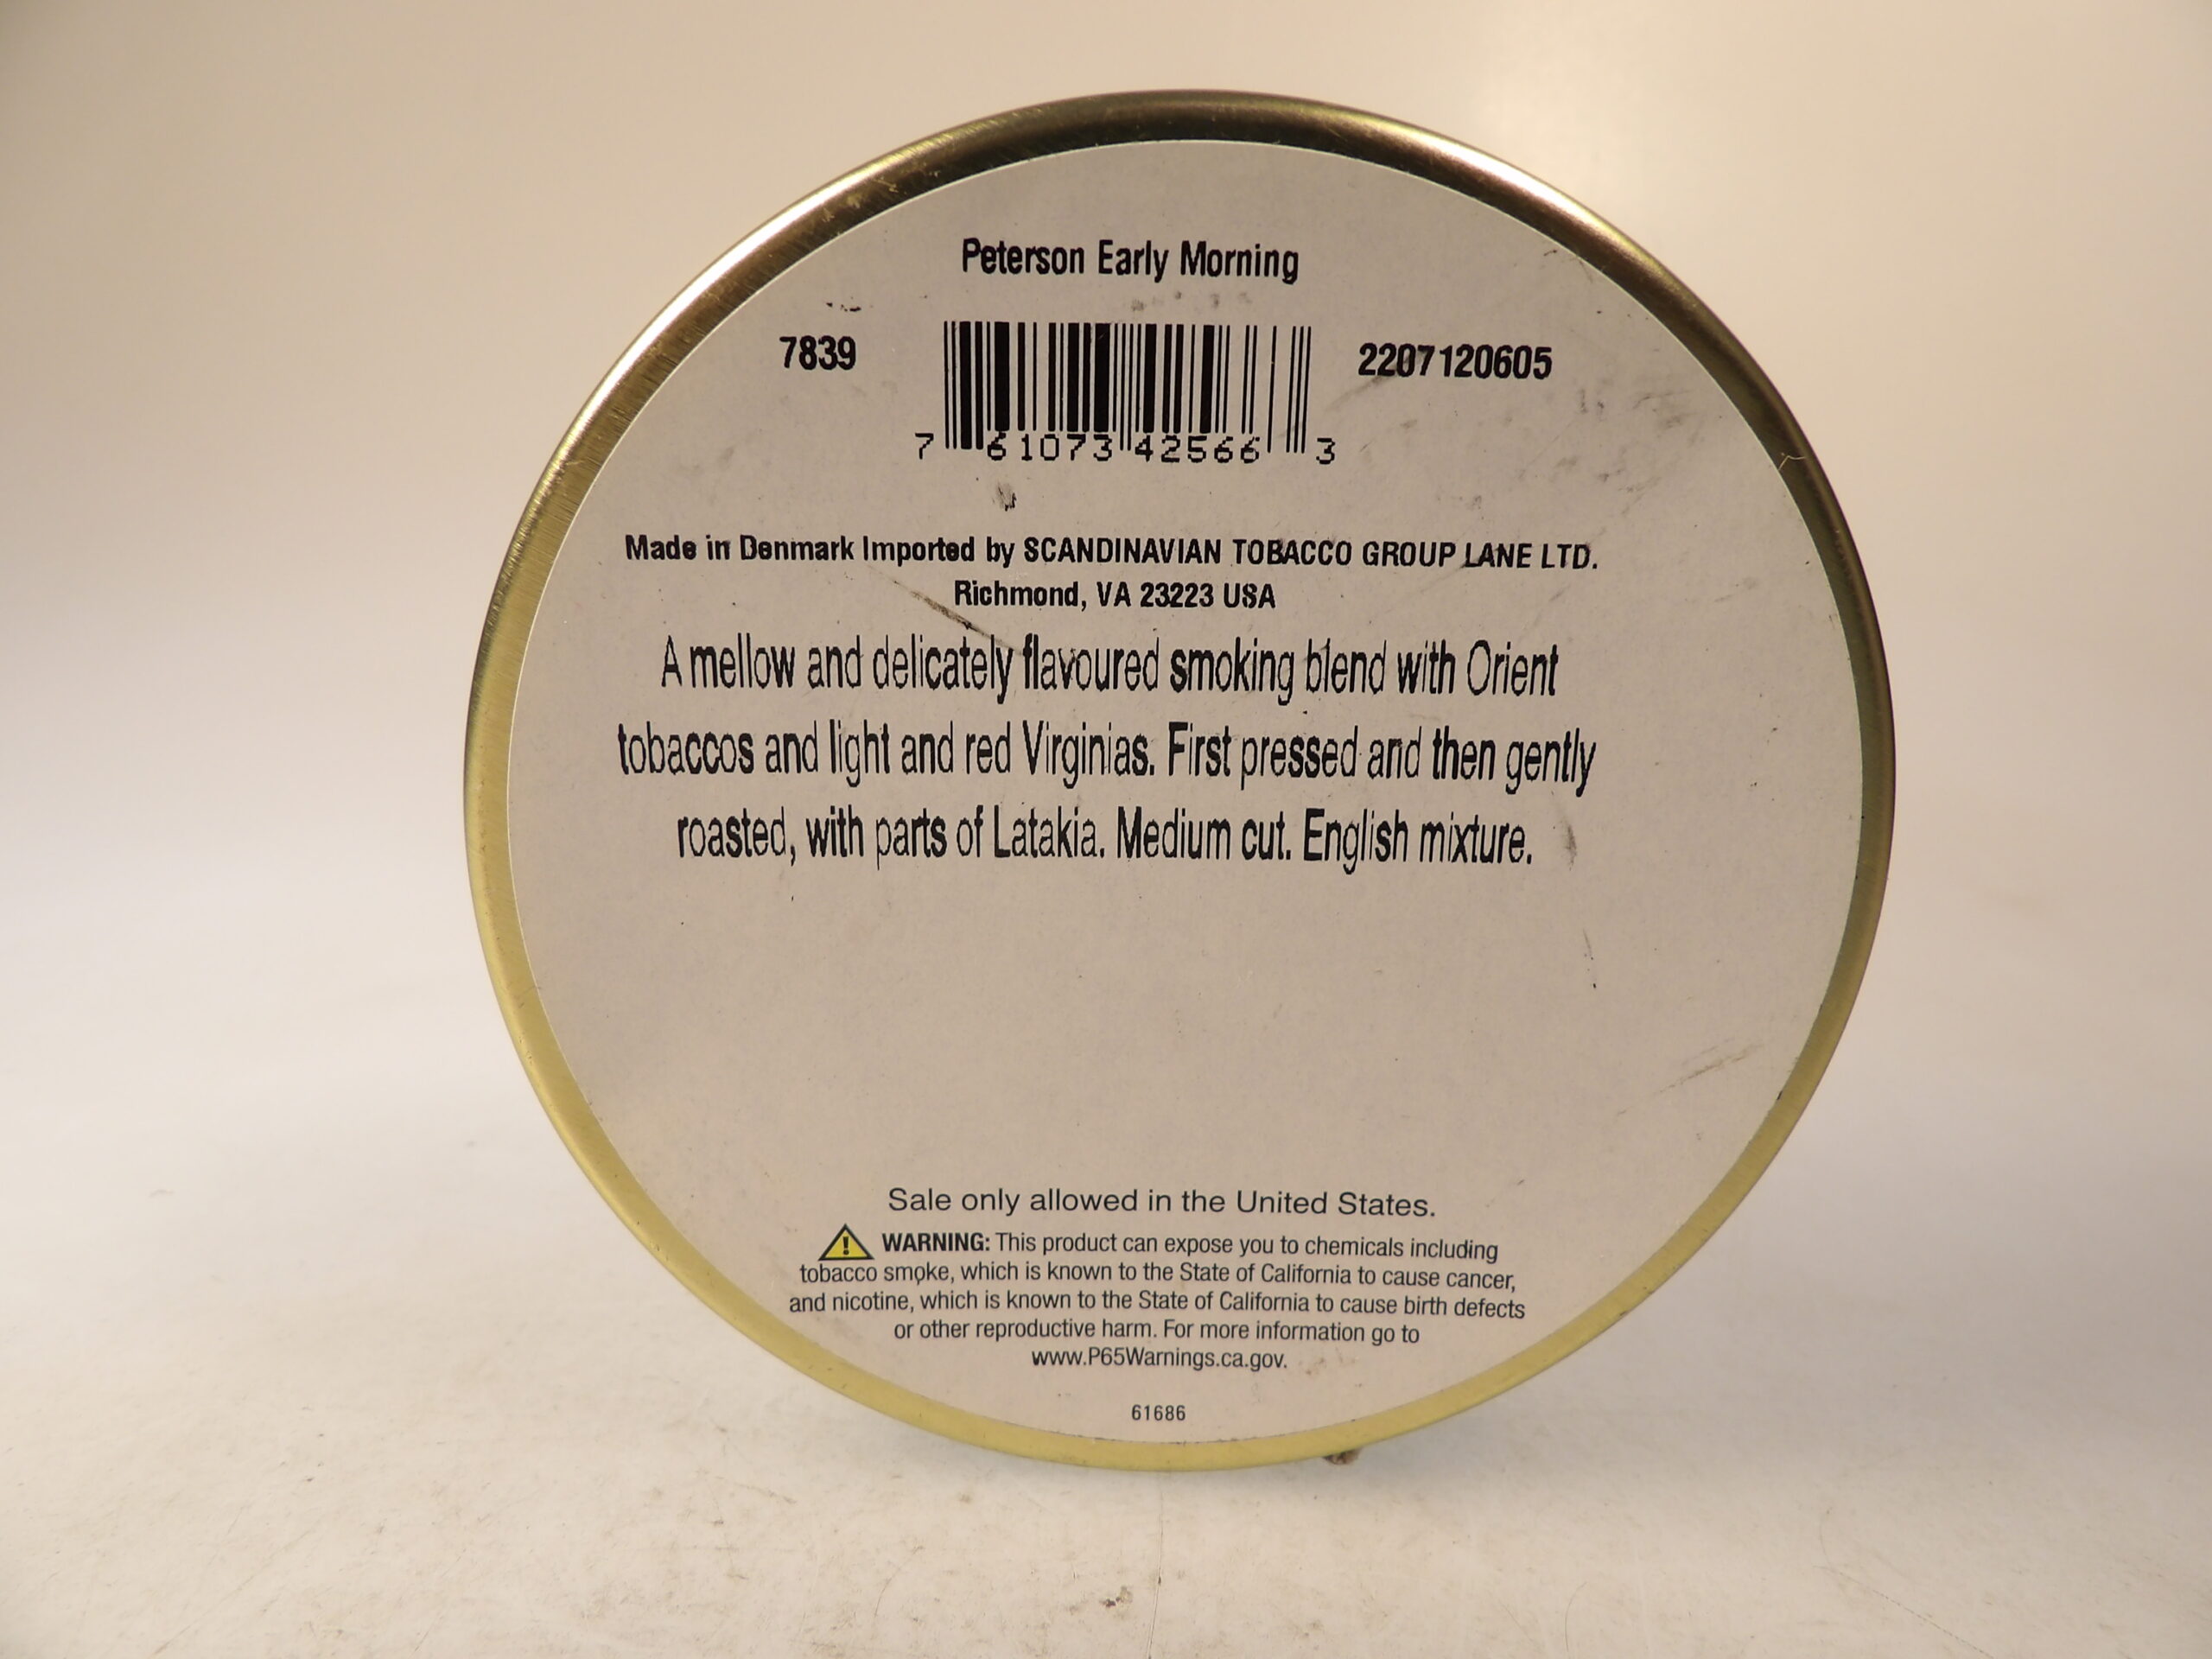 Peterson Early Morning
7839
2207120605
7 61073 42566 3
Made in Denmark Imported by SCANDINAVIAN TOBACCO GROUP LANE LTD.
Richmond, VA 23223 USA
A mellow and delicately flavoured smoking blend with Orient
tobaccos and light and red Virginias. First pressed and then gently
roasted, with parts of Latakia. Medium cut. English mixture.
Sale only allowed in the United States.
WARNING: This product can expose you to chemicals including
tobacco smoke, which is known to the State of California to cause cancer,
and nicotine, which is known to the State of California to cause birth defects
or other reproductive harm. For more information go to
www.P65Warnings.ca.gov.
61686